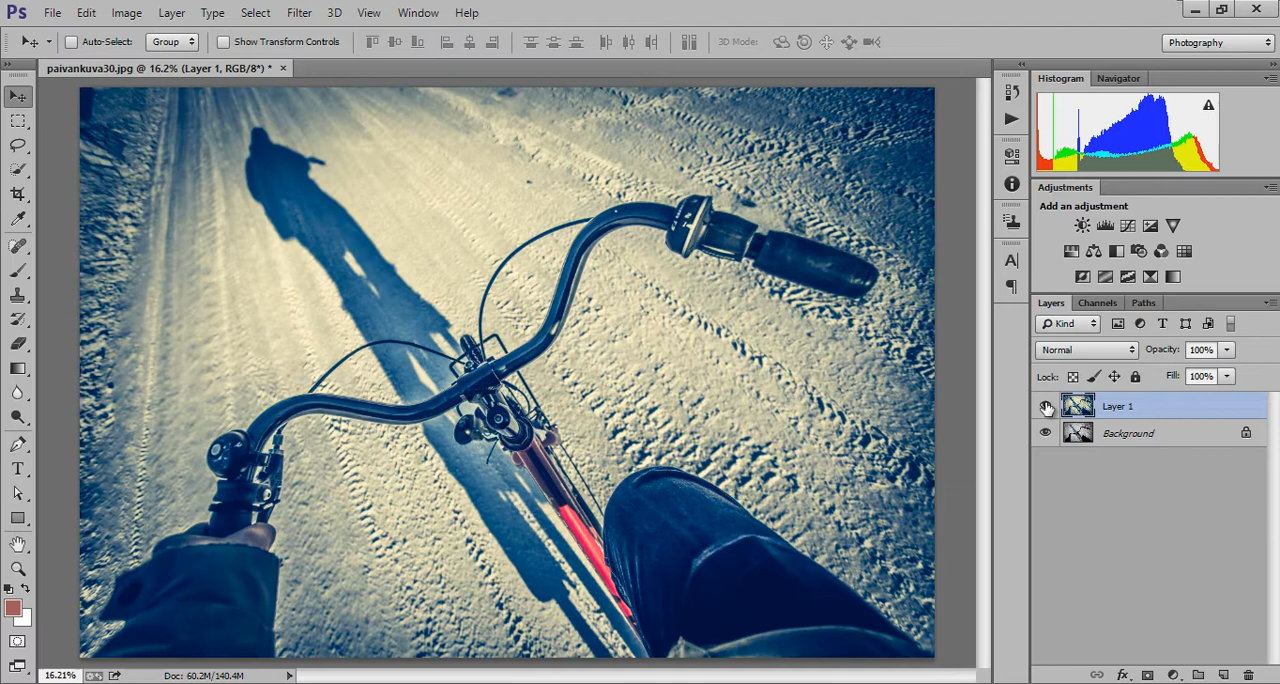 Ps File Edit Image Layer Type Select Filter 3D View Window Help
Auto-Select: Group Show Transform Controls 3D Mode: Photography
paivankuva30.jpg @ 16.2% (Layer 1, RGB/8*) * ×
Histogram Navigator
Adjustments
Add an adjustment
Layers Channels Paths
Kind
Normal Opacity: 100%
Lock: Fill: 100%
Layer 1
Background
16.21% Doc: 60.2M/140.4M